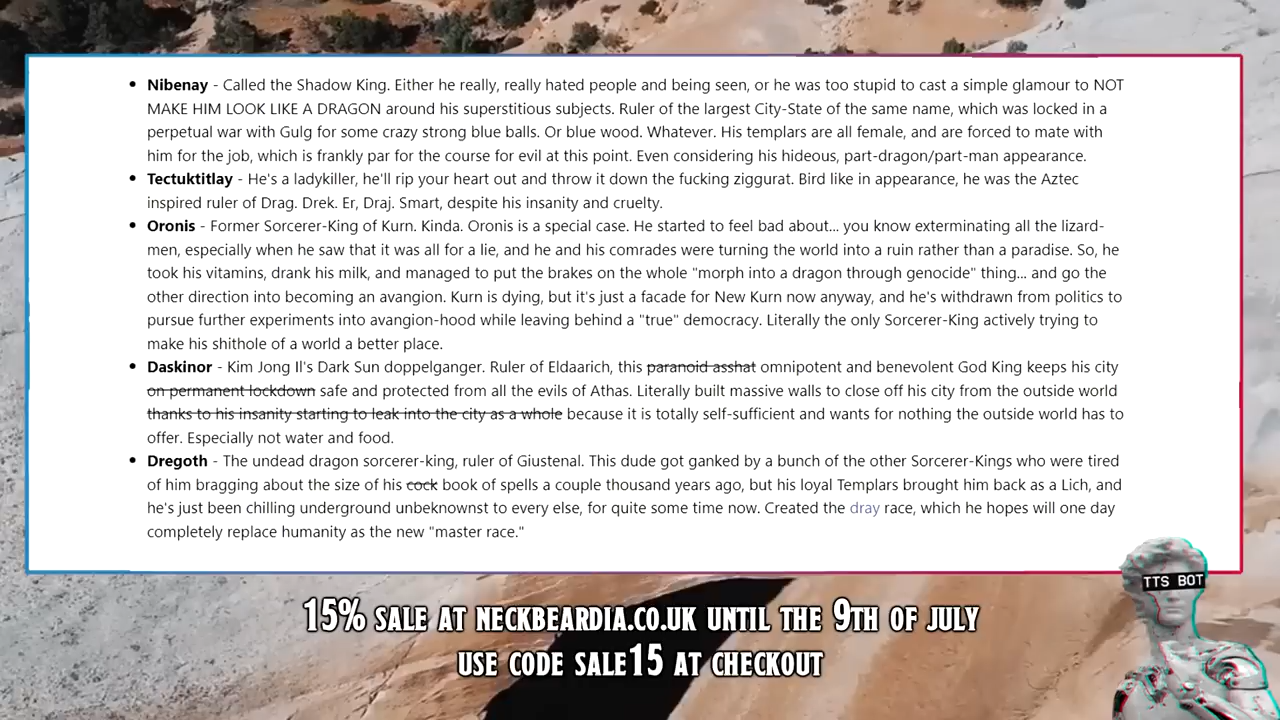 • Nibenay - Called the Shadow King. Either he really, really hated people and being seen, or he was too stupid to cast a simple glamour to NOT
MAKE HIM LOOK LIKE A DRAGON around his superstitious subjects. Ruler of the largest City-State of the same name, which was locked in a
perpetual war with Gulg for some crazy strong blue balls. Or blue wood. Whatever. His templars are all female, and are forced to mate with
him for the job, which is frankly par for the course for evil at this point. Even considering his hideous, part-dragon/part-man appearance.
• Tectuktitlay - He's a ladykiller, he'll rip your heart out and throw it down the fucking ziggurat. Bird like in appearance, he was the Aztec
inspired ruler of Drag. Drek. Er, Draj. Smart, despite his insanity and cruelty.
• Oronis - Former Sorcerer-King of Kurn. Kinda. Oronis is a special case. He started to feel bad about... you know exterminating all the lizard-
men, especially when he saw that it was all for a lie, and he and his comrades were turning the world into a ruin rather than a paradise. So, he
took his vitamins, drank his milk, and managed to put the brakes on the whole "morph into a dragon through genocide" thing... and go the
other direction into becoming an avangion. Kurn is dying, but it's just a facade for New Kurn now anyway, and he's withdrawn from politics to
pursue further experiments into avangion-hood while leaving behind a "true" democracy. Literally the only Sorcerer-King actively trying to
make his shithole of a world a better place.
• Daskinor - Kim Jong Il's Dark Sun doppelganger. Ruler of Eldaarich, this paranoid asshat omnipotent and benevolent God King keeps his city
on permanent lockdown safe and protected from all the evils of Athas. Literally built massive walls to close off his city from the outside world
thanks to his insanity starting to leak into the city as a whole because it is totally self-sufficient and wants for nothing the outside world has to
offer. Especially not water and food.
• Dregoth - The undead dragon sorcerer-king, ruler of Giustenal. This dude got ganked by a bunch of the other Sorcerer-Kings who were tired
of him bragging about the size of his cock book of spells a couple thousand years ago, but his loyal Templars brought him back as a Lich, and
he's just been chilling underground unbeknownst to every else, for quite some time now. Created the dray race, which he hopes will one day
completely replace humanity as the new "master race."
TTS BOT
15% SALE AT NECKBEARDIA.CO.UK UNTIL THE 9TH OF JULY
USE CODE SALE15 AT CHECKOUT